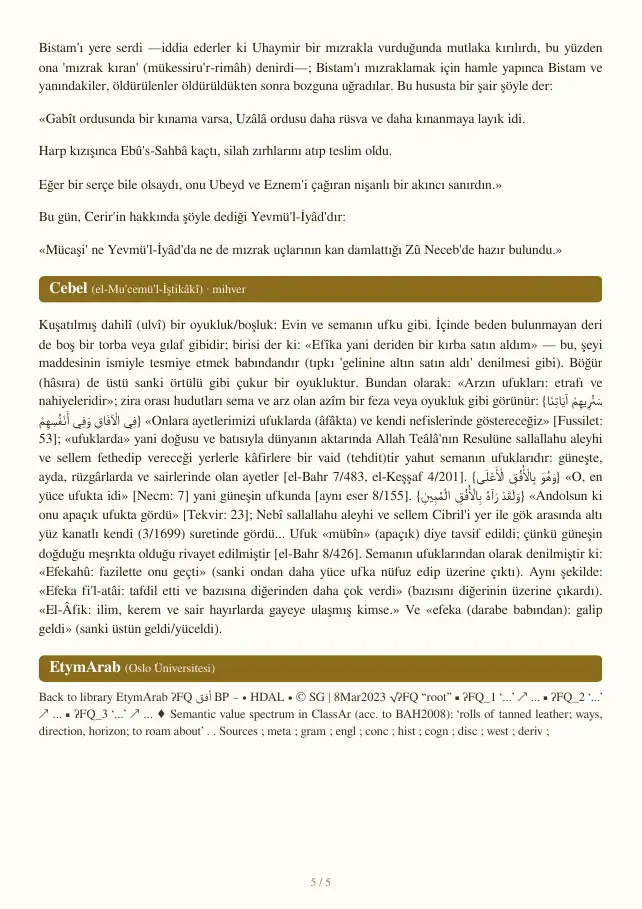 Bistam'ı yere serdi —iddia ederler ki Uhaymir bir mızrakla vurduğunda mutlaka kırılırdı, bu yüzden
ona 'mızrak kıran' (mükessiru'r-rimâh) denirdi—; Bistam'ı mızraklamak için hamle yapınca Bistam ve
yanındakiler, öldürülenler öldürüldükten sonra bozguna uğradılar. Bu hususta bir şair şöyle der:
«Gabît ordusunda bir kınama varsa, Uzâlâ ordusu daha rüsva ve daha kınanmaya layık idi.
Harp kızışınca Ebû's-Sahbâ kaçtı, silah zırhlarını atıp teslim oldu.
Eğer bir serçe bile olsaydı, onu Ubeyd ve Eznem'i çağıran nişanlı bir akıncı sanırdın.»
Bu gün, Cerir'in hakkında şöyle dediği Yevmü'l-İyâd'dır:
«Mücaşi' ne Yevmü'l-İyâd'da ne de mızrak uçlarının kan damlattığı Zû Neceb'de hazır bulundu.»
Cebel (el-Mu'cemü'l-İştikâkî) · mihver
Kuşatılmış dahilî (ulvî) bir oyukluk/boşluk: Evin ve semanın ufku gibi. İçinde beden bulunmayan deri
de boş bir torba veya gılaf gibidir; birisi der ki: «Efîka yani deriden bir kırba satın aldım» — bu, şeyi
maddesinin ismiyle tesmiye etmek babındandır (tıpkı 'gelinine altın satın aldı' denilmesi gibi). Böğür
(hâsıra) de üstü sanki örtülü gibi çukur bir oyukluktur. Bundan olarak: «Arzın ufukları: etrafı ve
nahiyeleridir»; zira orası hudutları sema ve arz olan azîm bir feza veya oyukluk gibi görünür: {سَنُرِيهِمْ آيَاتِنَا
فِي الْآفَاقِ وَفِي أَنْفُسِهِمْ} «Onlara ayetlerimizi ufuklarda (âfâkta) ve kendi nefislerinde göstereceğiz» [Fussilet:
53]; «ufuklarda» yani doğusu ve batısıyla dünyanın aktarında Allah Teâlâ'nın Resulüne sallallahu aleyhi
ve sellem fethedip vereceği yerlerle kâfirlere bir vaid (tehdit)tir yahut semanın ufuklarıdır: güneşte,
ayda, rüzgârlarda ve sairlerinde olan ayetler [el-Bahr 7/483, el-Keşşaf 4/201]. {وَهُوَ بِالْأُفُقِ الْأَعْلَى} «O, en
yüce ufukta idi» [Necm: 7] yani güneşin ufkunda [aynı eser 8/155]. {وَلَقَدْ رَآهُ بِالْأُفُقِ الْمُبِينِ} «Andolsun ki
onu apaçık ufukta gördü» [Tekvir: 23]; Nebî sallallahu aleyhi ve sellem Cibril'i yer ile gök arasında altı
yüz kanatlı kendi (3/1699) suretinde gördü... Ufuk «mübîn» (apaçık) diye tavsif edildi; çünkü güneşin
doğduğu meşrıkta olduğu rivayet edilmiştir [el-Bahr 8/426]. Semanın ufuklarından olarak denilmiştir ki:
«Efekahû: fazilette onu geçti» (sanki ondan daha yüce ufka nüfuz edip üzerine çıktı). Aynı şekilde:
«Efeka fi'l-atâi: tafdil etti ve bazısına diğerinden daha çok verdi» (bazısını diğerinin üzerine çıkardı).
«El-Âfik: ilim, kerem ve sair hayırlarda gayeye ulaşmış kimse.» Ve «efeka (darabe babından): galip
geldi» (sanki üstün geldi/yüceldi).
EtymArab (Oslo Üniversitesi)
Back to library EtymArab ʔFQ أفق BP – • HDAL • © SG | 8Mar2023 √ʔFQ “root” ▪ ʔFQ_1 ‘...’ ↗ ... ▪ ʔFQ_2 ‘...’
↗ ... ▪ ʔFQ_3 ‘...’ ↗ ... ♦ Semantic value spectrum in ClassAr (acc. to BAH2008): ‘rolls of tanned leather; ways,
direction, horizon; to roam about’ . . Sources ; meta ; gram ; engl ; conc ; hist ; cogn ; disc ; west ; deriv ;
5 / 5